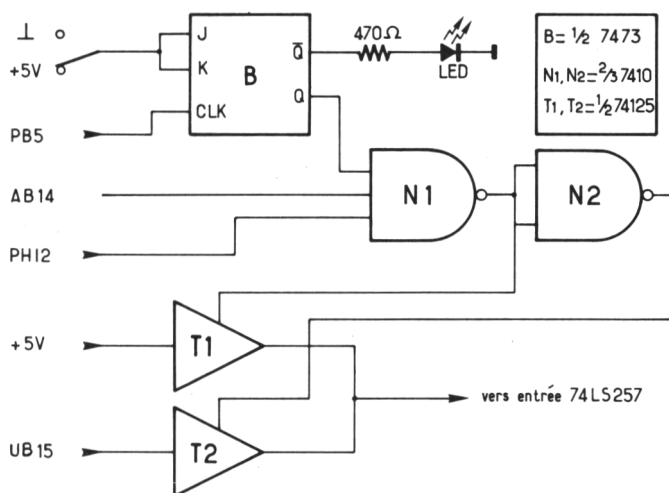 ⊥
+5V
J
K
CLK
B
Q̅
Q
470Ω
LED
B = ½ 7473
N1, N2 = ⅔ 7410
T1, T2 = ½ 74125
PB5
AB14
PHI2
N1
N2
+5V
T1
vers entrée 74LS257
UB15
T2